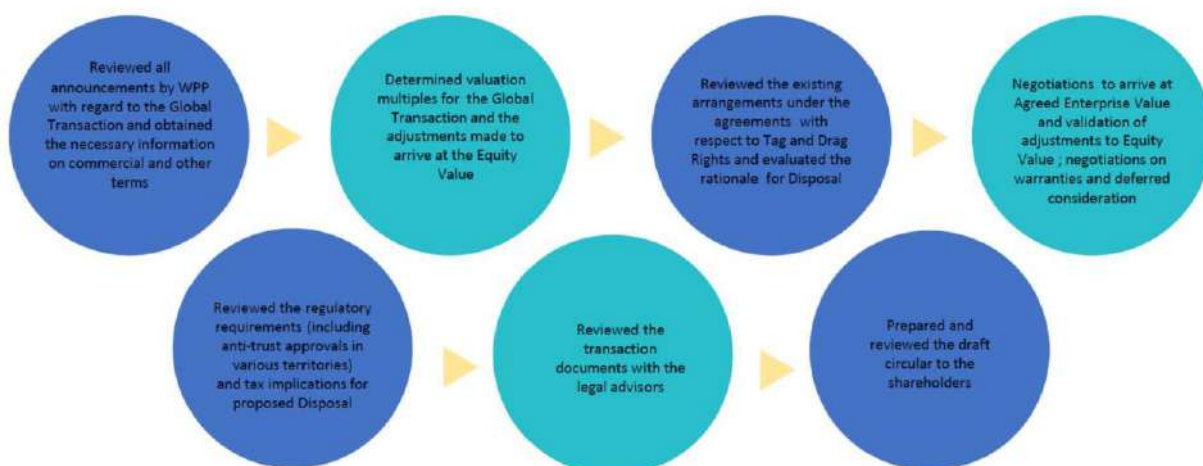 Reviewed all
announcements by WPP
with regard to the Global
Transaction and obtained
the necessary information
on commercial and other
terms
Determined valuation
multiples for the Global
Transaction and the
adjustments made to
arrive at the Equity
Value
Reviewed the existing
arrangements under the
agreements with
respect to Tag and Drag
Rights and evaluated the
rationale for Disposal
Negotiations to arrive at
Agreed Enterprise Value
and validation of
adjustments to Equity
Value ; negotiations on
warranties and deferred
consideration
Reviewed the regulatory
requirements (including
anti-trust approvals in
various territories)
and tax implications for
proposed Disposal
Reviewed the
transaction
documents with the
legal advisors
Prepared and
reviewed the draft
circular to the
shareholders